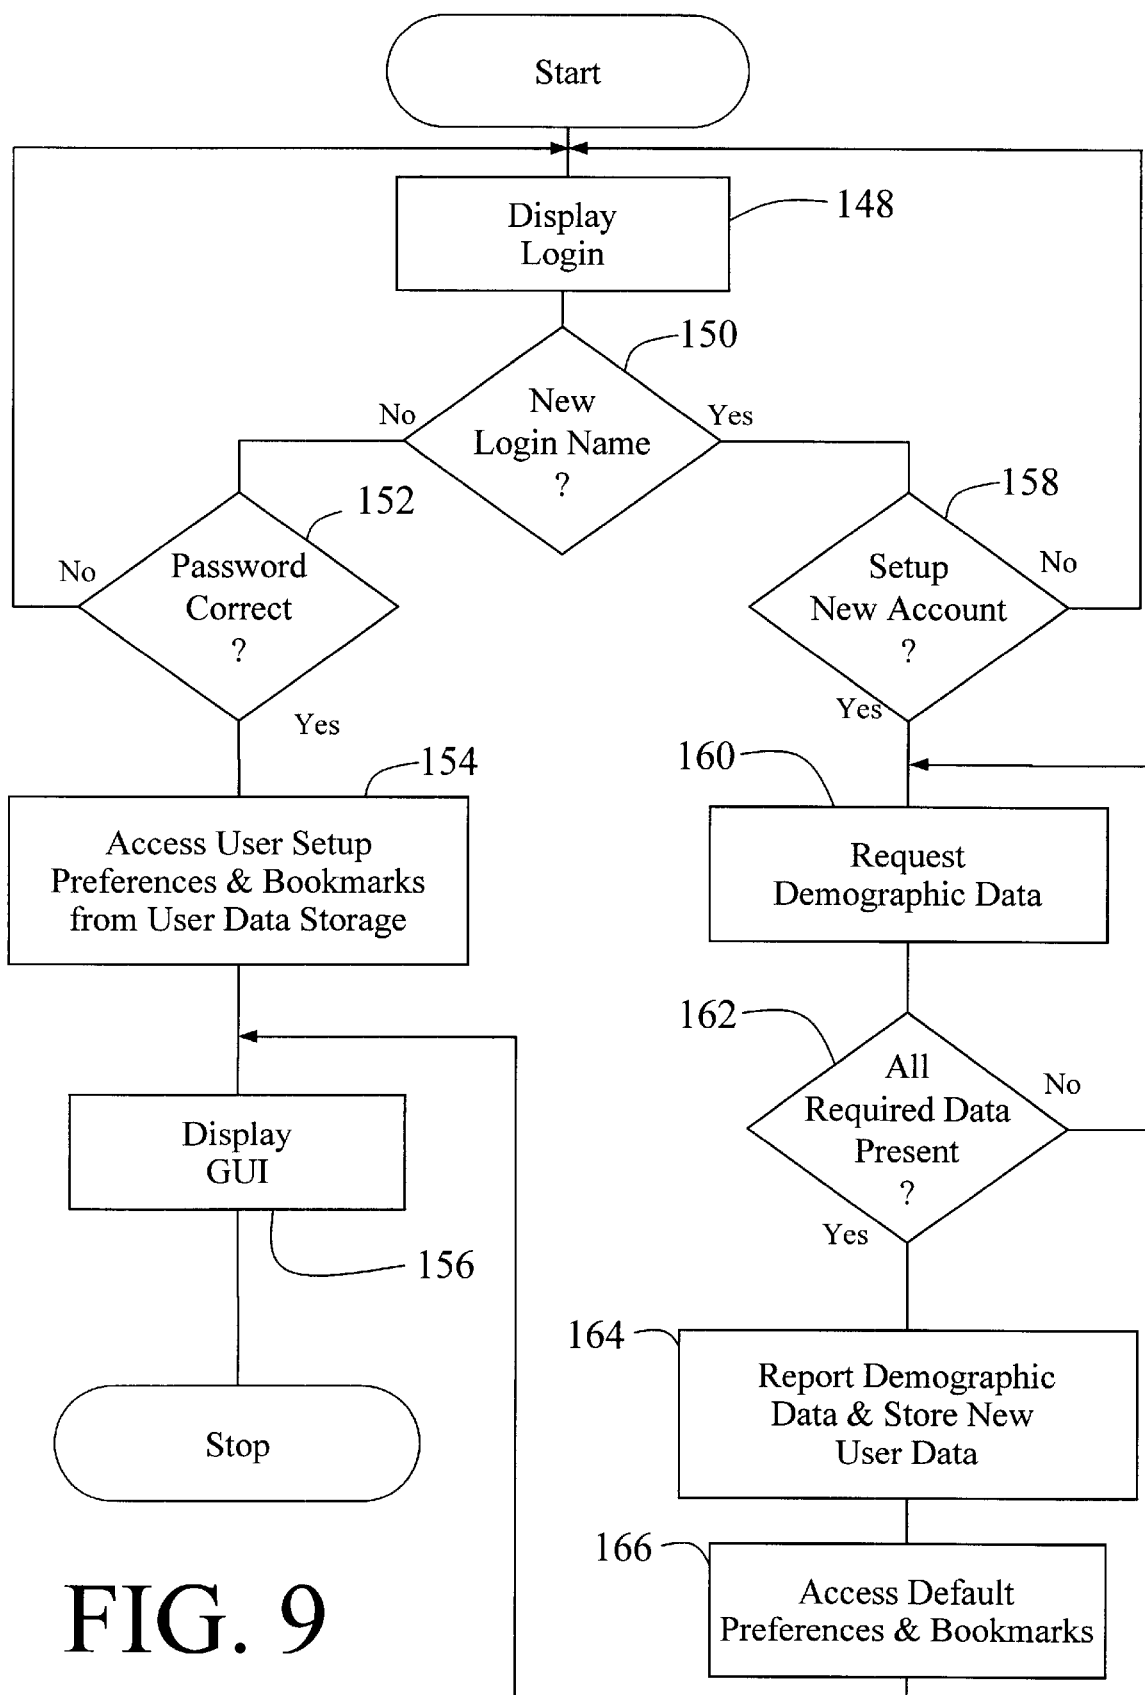 Start
Display
Login
148
150
New
Login Name
?
No
Yes
152
Password
Correct
?
No
Yes
158
Setup
New Account
?
No
Yes
154
Access User Setup
Preferences & Bookmarks
from User Data Storage
160
Request
Demographic Data
162
All
Required Data
Present
?
No
Yes
Display
GUI
156
164
Report Demographic
Data & Store New
User Data
Stop
166
Access Default
Preferences & Bookmarks
FIG. 9